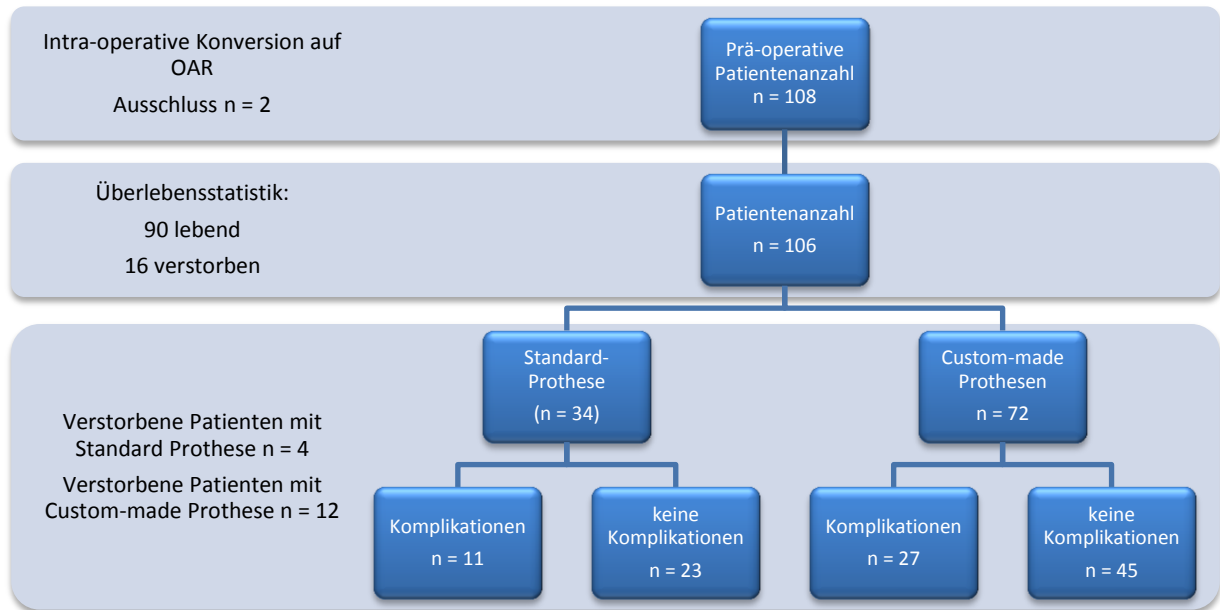 Intra-operative Konversion auf
OAR
Ausschluss n = 2
Prä-operative
Patientenanzahl
n = 108
Überlebensstatistik:
90 lebend
16 verstorben
Patientenanzahl
n = 106
Verstorbene Patienten mit
Standard Prothese n = 4
Verstorbene Patienten mit
Custom-made Prothese n = 12
Standard-
Prothese
(n = 34)
Custom-made
Prothesen
n = 72
Komplikationen
n = 11
keine
Komplikationen
n = 23
Komplikationen
n = 27
keine
Komplikationen
n = 45